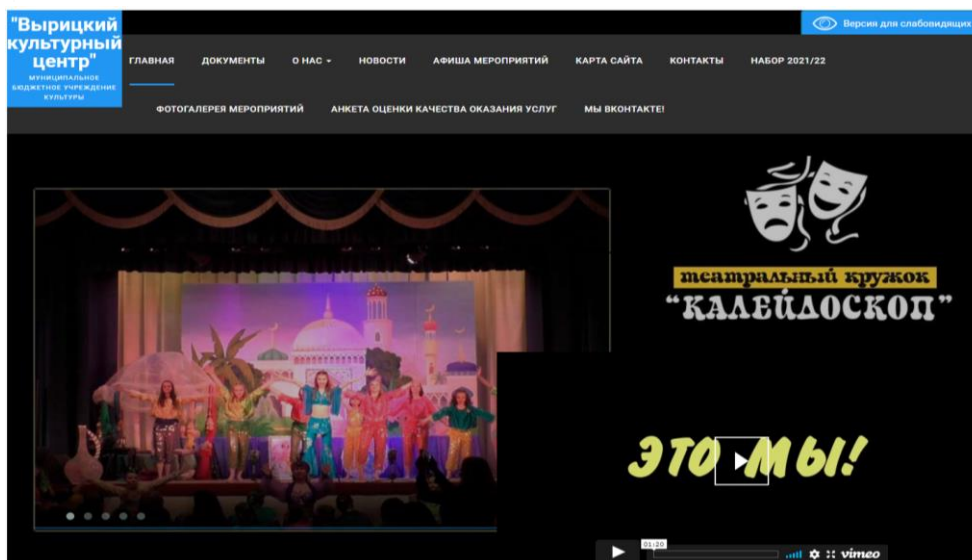 "Вырицкий
культурный
центр"
МУНИЦИПАЛЬНОЕ
БЮДЖЕТНОЕ УЧРЕЖДЕНИЕ
КУЛЬТУРЫ
Версия для слабовидящих
ГЛАВНАЯ ДОКУМЕНТЫ О НАС НОВОСТИ АФИША МЕРОПРИЯТИЙ КАРТА САЙТА КОНТАКТЫ НАБОР 2021/22
ФОТОГАЛЕРЕЯ МЕРОПРИЯТИЙ АНКЕТА ОЦЕНКИ КАЧЕСТВА ОКАЗАНИЯ УСЛУГ МЫ ВКОНТАКТЕ!
театральный кружок
"КАЛЕЙДОСКОП"
ЭТО МЫ!
01:20
vimeo